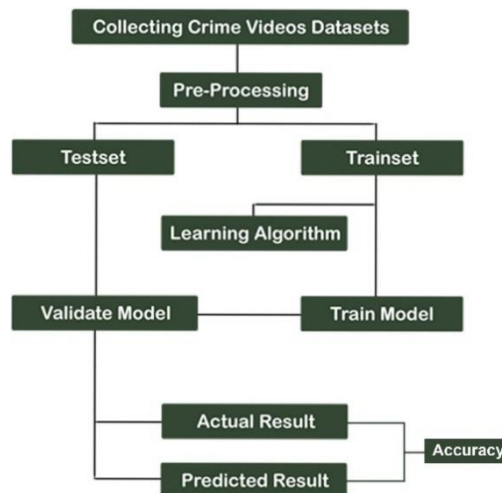 Collecting Crime Videos Datasets
Pre-Processing
Testset
Trainset
Learning Algorithm
Validate Model
Train Model
Actual Result
Accuracy
Predicted Result